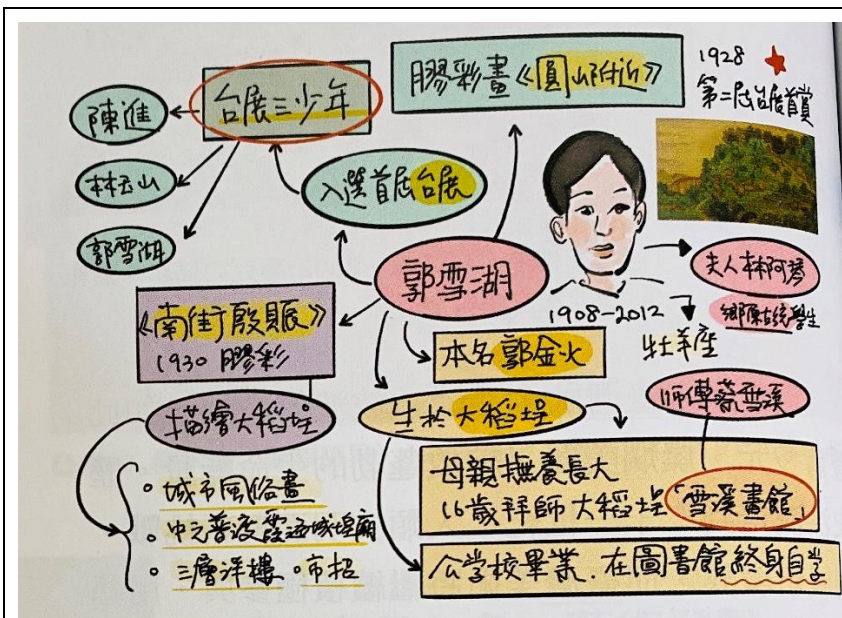 台展三少年
陳進
林玉山
郭雪湖
膠彩畫《圓山附近》
1928
第二屆台展首賞
入選首屆台展
郭雪湖
1908-2012
牡羊座
夫人林阿琴
鄉原古統學生
《南街殷賑》
1930 膠彩
描繪大稻埕
城市風俗畫
中元普渡 霞海城隍廟
三層洋樓 • 市招
本名郭金火
生於大稻埕
師傅蔡雪溪
母親撫養長大
16歲拜師大稻埕「雪溪畫館」
公學校畢業.在圖書館終身自学